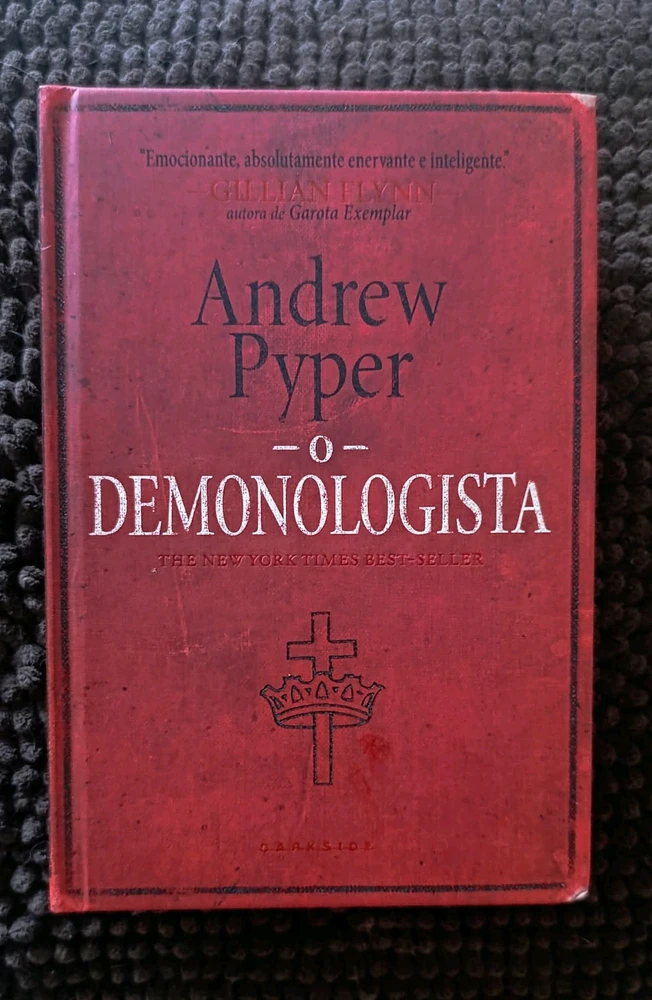 "Emocionante, absolutamente enervante e inteligente."
—GILLIAN FLYNN—
autora de Garota Exemplar
Andrew
Pyper
– O –
DEMONOLOGISTA
THE NEW YORK TIMES BEST-SELLER
DARKSIDE